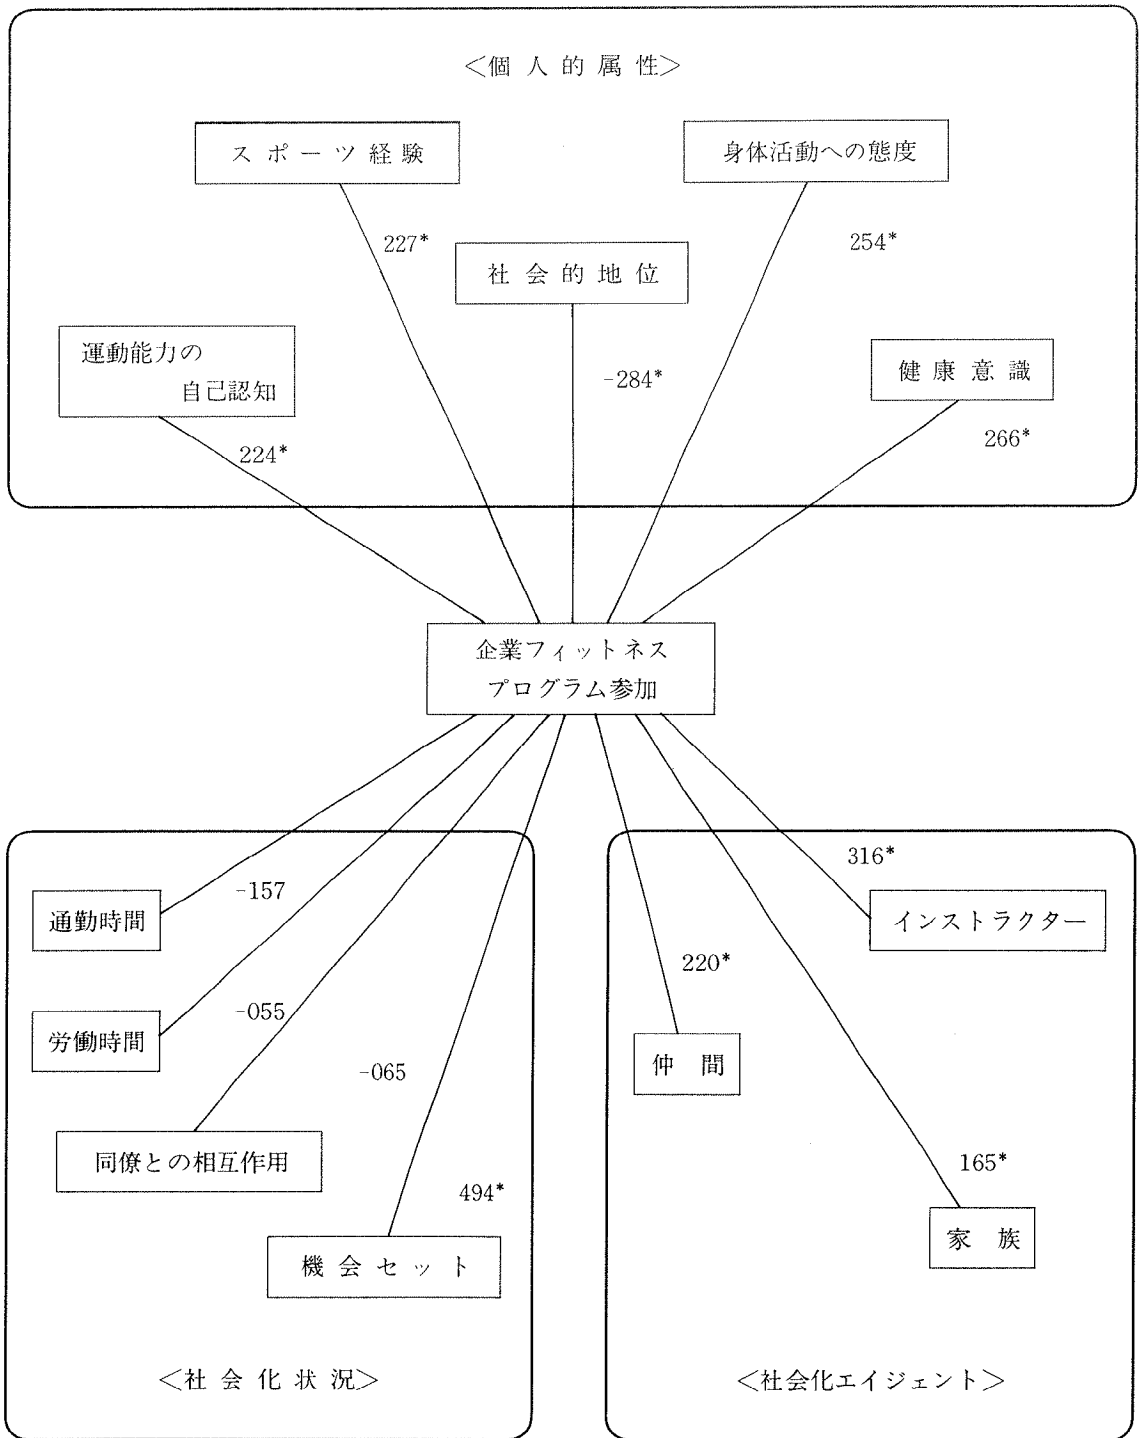 <個人的属性>
スポーツ経験
身体活動への態度
227*
254*
社会的地位
運動能力の
自己認知
-284*
健康意識
224*
266*
企業フィットネス
プログラム参加
-157
通勤時間
-055
労働時間
-065
同僚との相互作用
494*
機会セット
<社会化状況>
316*
インストラクター
220*
仲間
165*
家族
<社会化エイジェント>